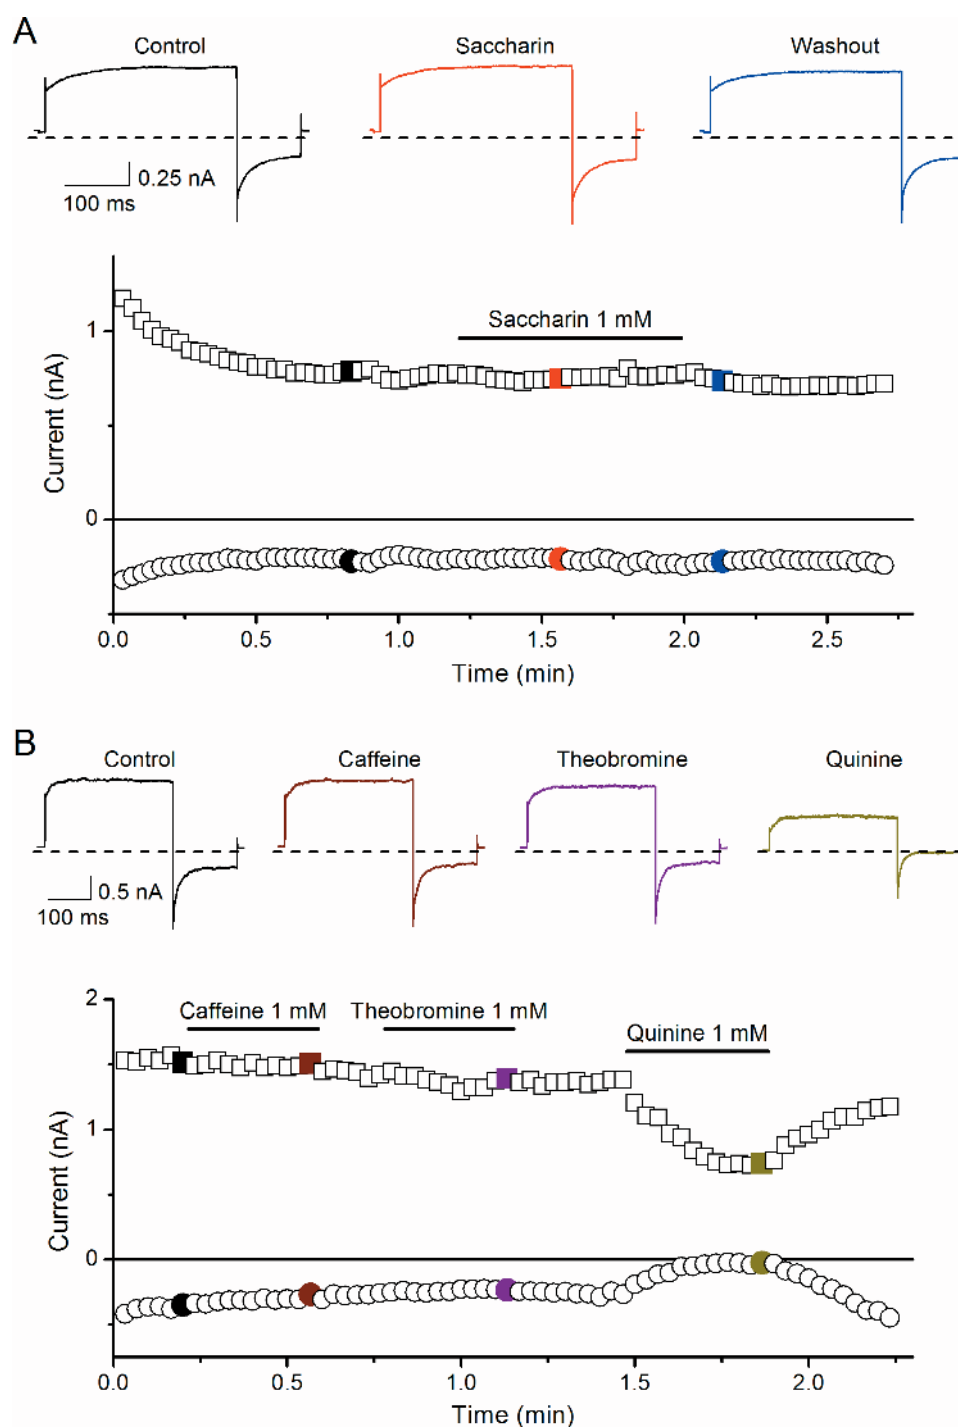 A
Control
Saccharin
Washout
0.25 nA
100 ms
Saccharin 1 mM
Current (nA)
1
0
0.0
0.5
1.0
1.5
2.0
2.5
Time (min)
B
Control
Caffeine
Theobromine
Quinine
0.5 nA
100 ms
Caffeine 1 mM
Theobromine 1 mM
Quinine 1 mM
Current (nA)
2
1
0
0.0
0.5
1.0
1.5
2.0
Time (min)